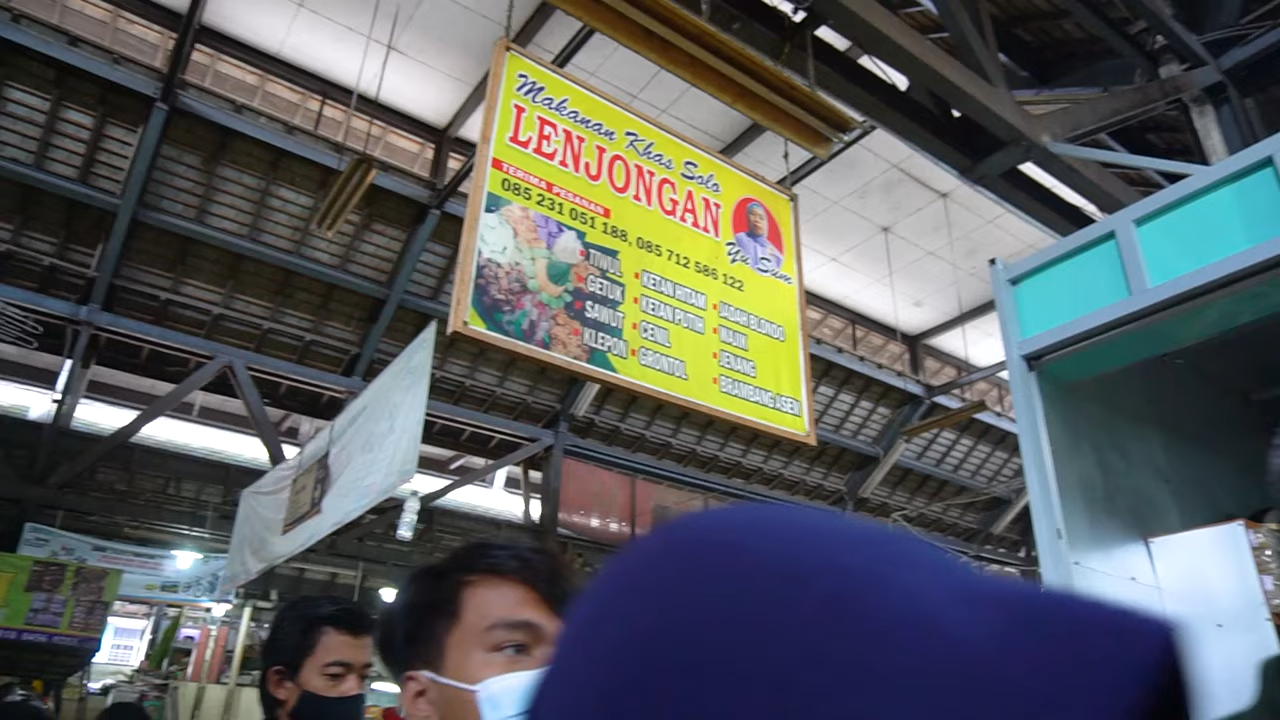 Makanan Khas Solo
LENJONGAN
TERIMA PESANAN
085 231 051 188, 085 712 586 122
Yu Sum
TIWUL
GETUK
SAWUT
KLEPON
KETAN HITAM
KETAN PUTIH
CENIL
GRONTOL
JADAH BLONDO
WAJIK
JENANG
BRAMBANG ASEM